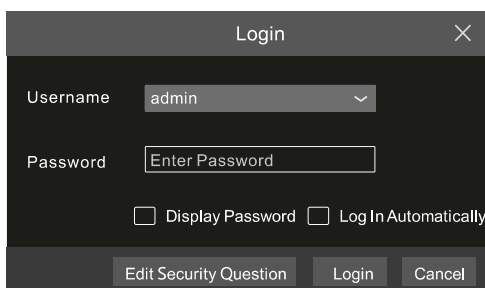 Login
Username admin
Password Enter Password
Display Password Log In Automatically
Edit Security Question Login Cancel